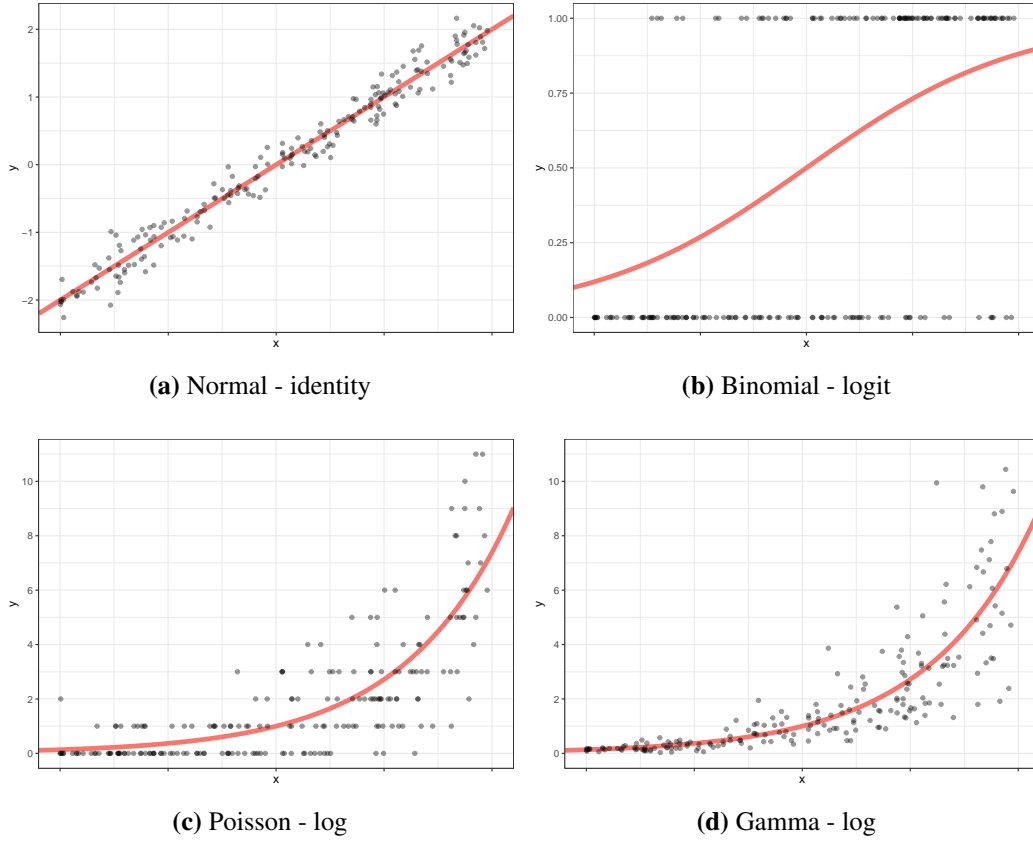 2
1
0
−1
−2
y
x
(a) Normal - identity
1.00
0.75
0.50
0.25
0.00
y
x
(b) Binomial - logit
10
8
6
4
2
0
y
x
(c) Poisson - log
10
8
6
4
2
0
y
x
(d) Gamma - log